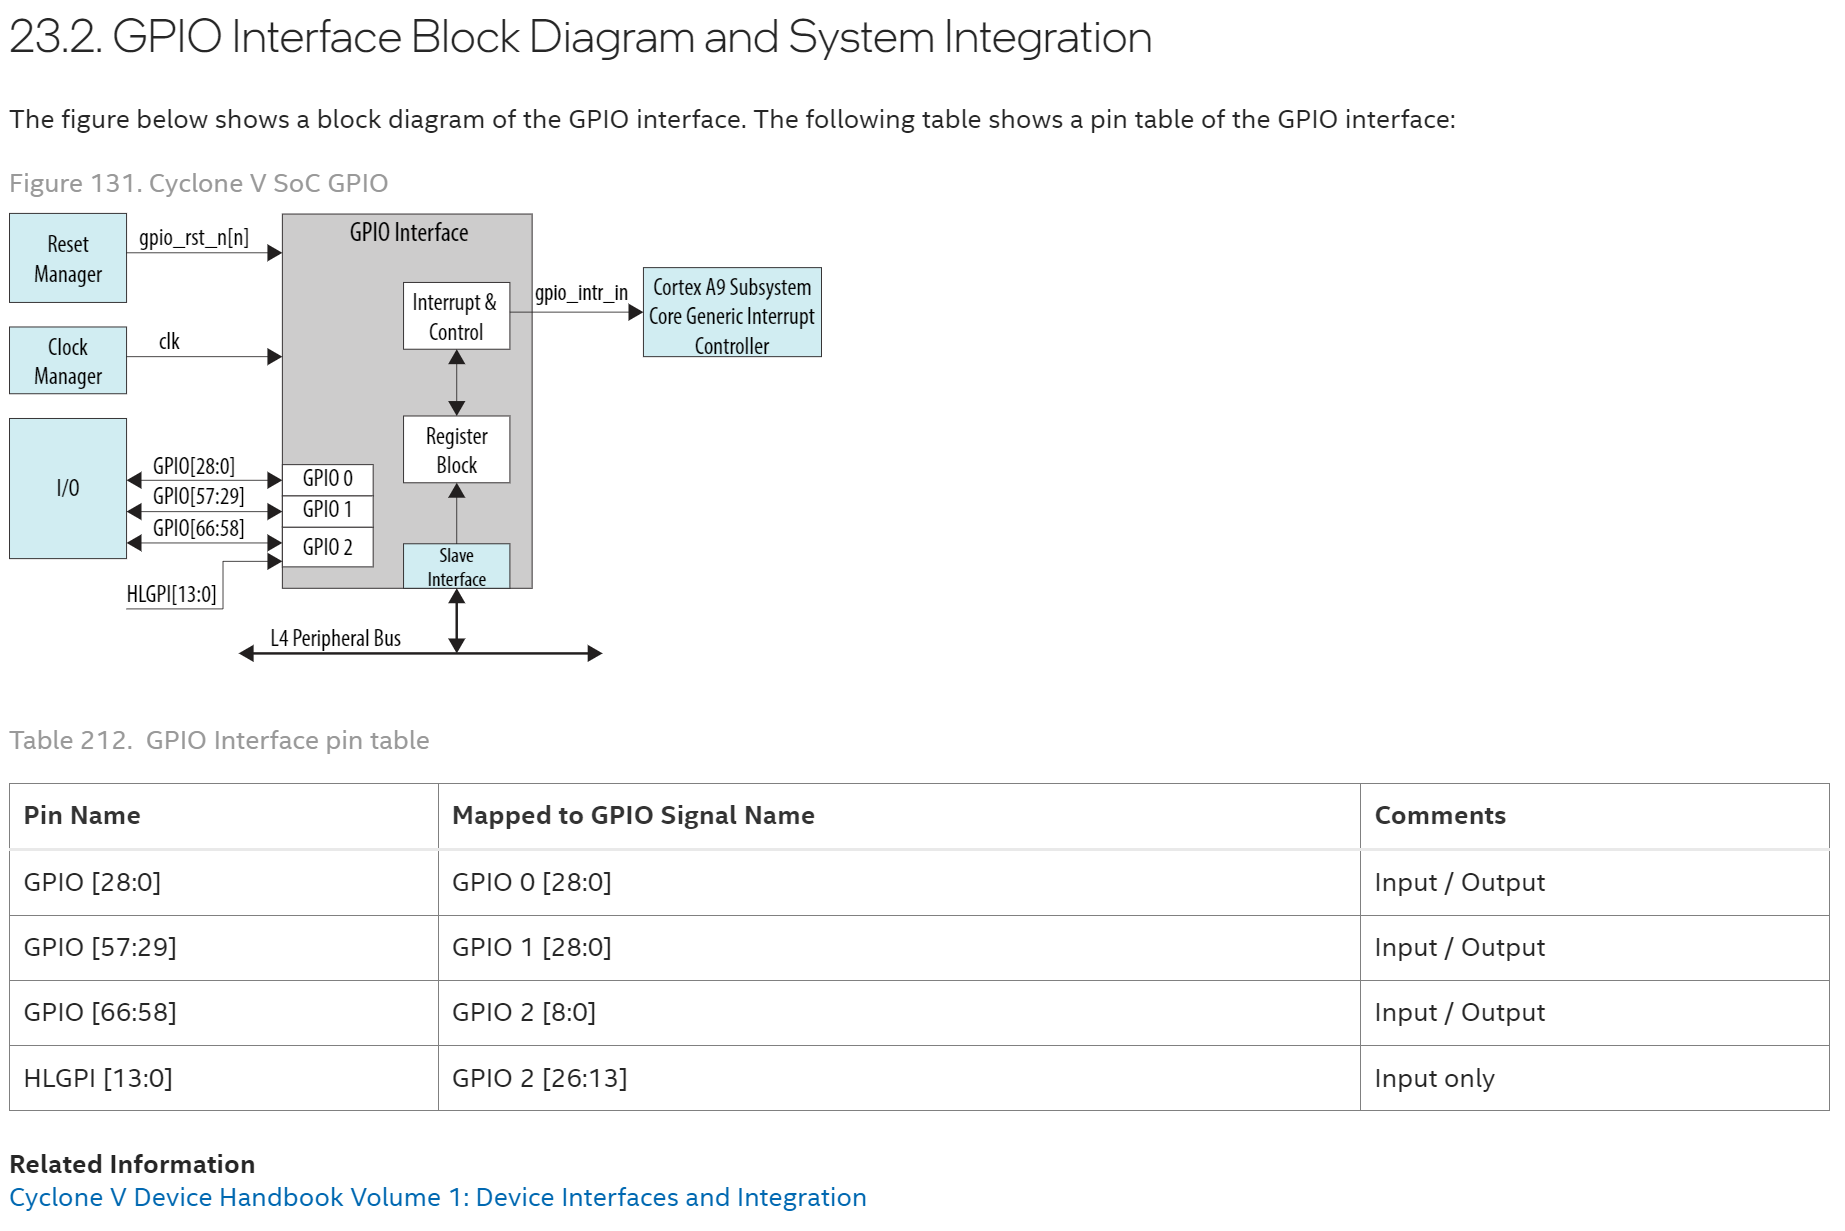 23.2. GPIO Interface Block Diagram and System Integration
The figure below shows a block diagram of the GPIO interface. The following table shows a pin table of the GPIO interface:
Figure 131. Cyclone V SoC GPIO
Reset
Manager
gpio_rst_n[n]
GPIO Interface
Interrupt &
Control
gpio_intr_in
Cortex A9 Subsystem
Core Generic Interrupt
Controller
Clock
Manager
clk
Register
Block
I/O
GPIO[28:0]
GPIO[57:29]
GPIO[66:58]
GPIO 0
GPIO 1
GPIO 2
Slave
Interface
HLGPI[13:0]
L4 Peripheral Bus
Table 212. GPIO Interface pin table
Pin Name Mapped to GPIO Signal Name Comments
GPIO [28:0] GPIO 0 [28:0] Input / Output
GPIO [57:29] GPIO 1 [28:0] Input / Output
GPIO [66:58] GPIO 2 [8:0] Input / Output
HLGPI [13:0] GPIO 2 [26:13] Input only
Related Information
Cyclone V Device Handbook Volume 1: Device Interfaces and Integration